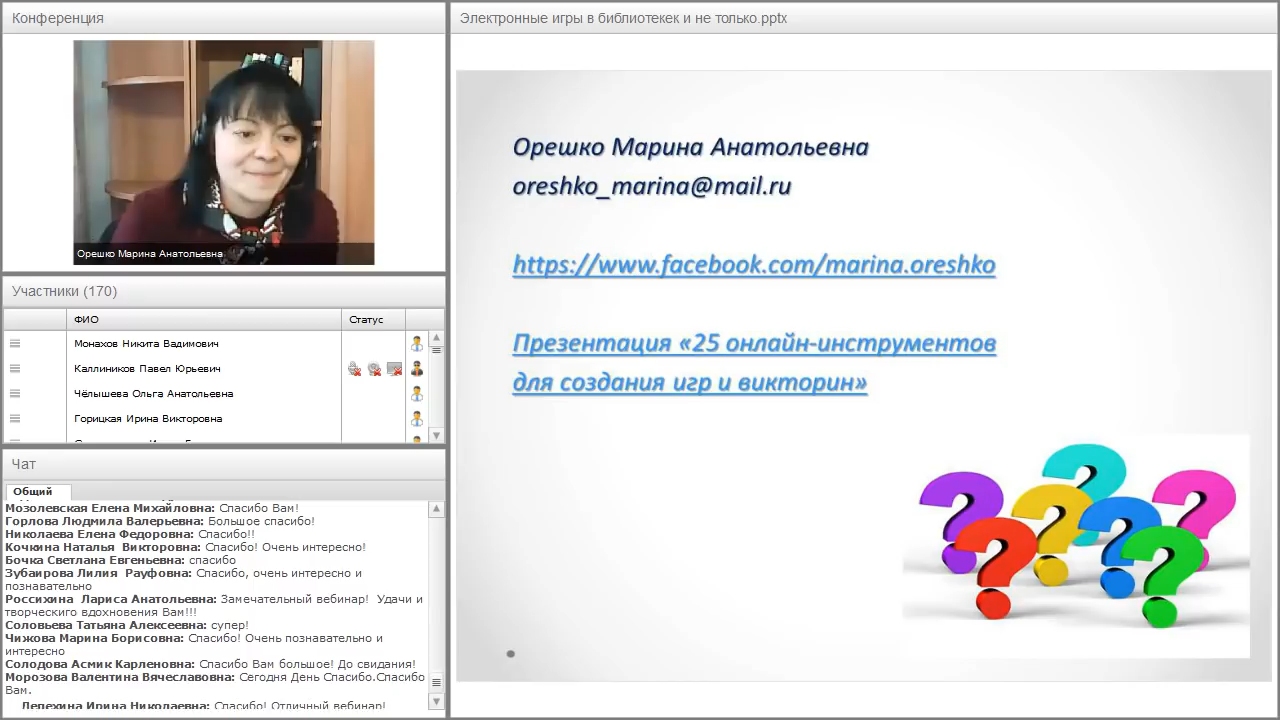 Конференция
Орешко Марина Анатольевна
Участники (170)
ФИО Статус
Монахов Никита Вадимович
Каллиников Павел Юрьевич
Чёлышева Ольга Анатольевна
Горицкая Ирина Викторовна
Чат
Общий
Мозолевская Елена Михайловна: Спасибо Вам!
Горлова Людмила Валерьевна: Большое спасибо!
Николаева Елена Федоровна: Спасибо!!
Кочкина Наталья Викторовна: Спасибо! Очень интересно!
Бочка Светлана Евгеньевна: спасибо
Зубаирова Лилия Рауфовна: Спасибо, очень интересно и
познавательно
Россихина Лариса Анатольевна: Замечательный вебинар! Удачи и
творческого вдохновения Вам!!!
Соловьева Татьяна Алексеевна: супер!
Чижова Марина Борисовна: Спасибо! Очень познавательно и
интересно
Солодова Асмик Карленовна: Спасибо Вам большое! До свидания!
Морозова Валентина Вячеславовна: Сегодня День Спасибо.Спасибо
Вам.
Лепехина Ирина Николаевна: Спасибо! Отличный вебинар!
Электронные игры в библиотекек и не только.pptx
Орешко Марина Анатольевна
oreshko_marina@mail.ru
https://www.facebook.com/marina.oreshko
Презентация «25 онлайн-инструментов
для создания игр и викторин»